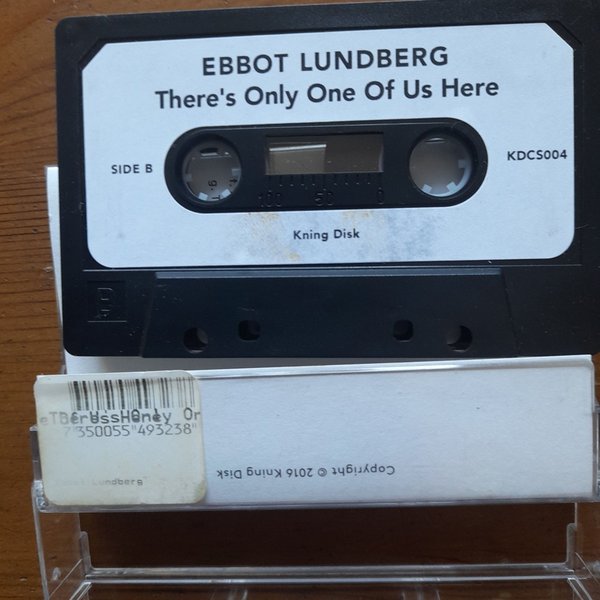 EBBOT LUNDBERG
There's Only One Of Us Here
SIDE B
KDCS004
100 50 0
Kning Disk
7 350055 493238
Lundberg
Copyright © 2016 Kning Disk